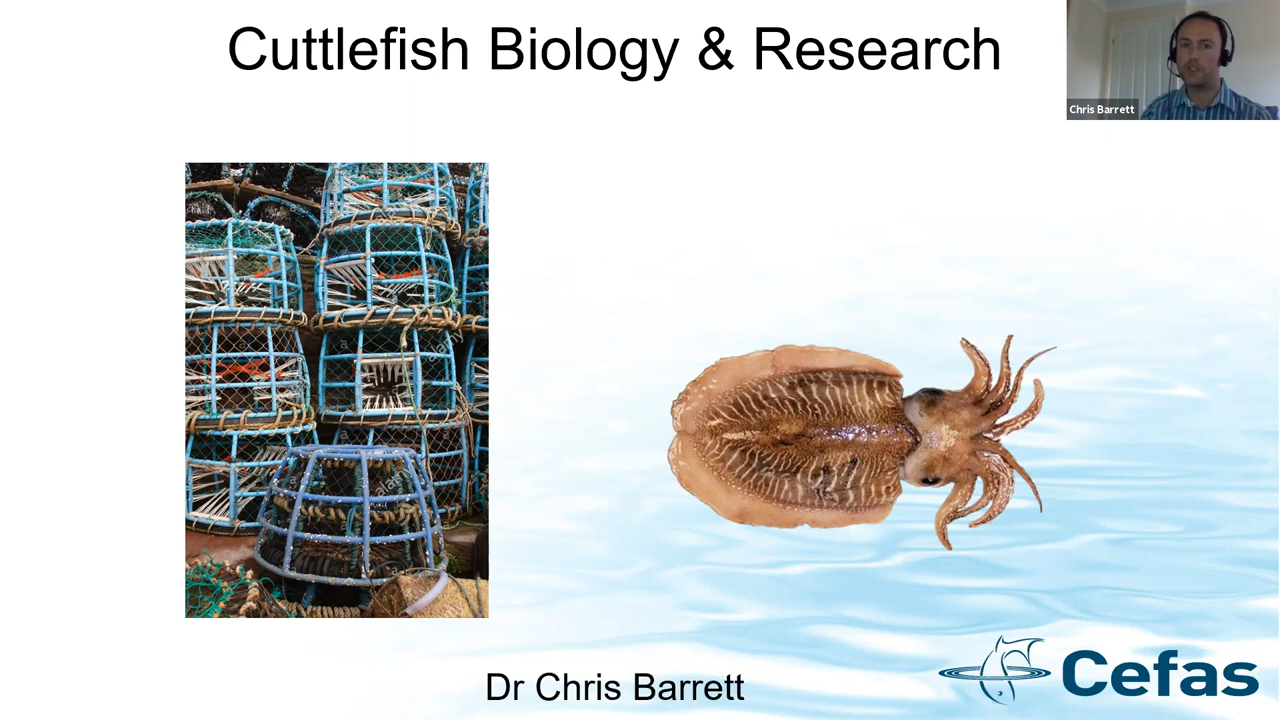 Cuttlefish Biology & Research
Chris Barrett
Dr Chris Barrett
Cefas